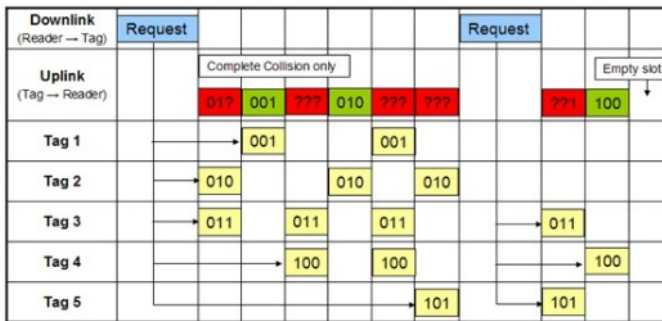 Downlink
(Reader → Tag)
Request
Request
Complete Collision only
Empty slot
Uplink
(Tag → Reader)
01?
001
???
010
???
???
??1
100
Tag 1
001
001
Tag 2
010
010
010
Tag 3
011
011
011
011
Tag 4
100
100
100
Tag 5
101
101